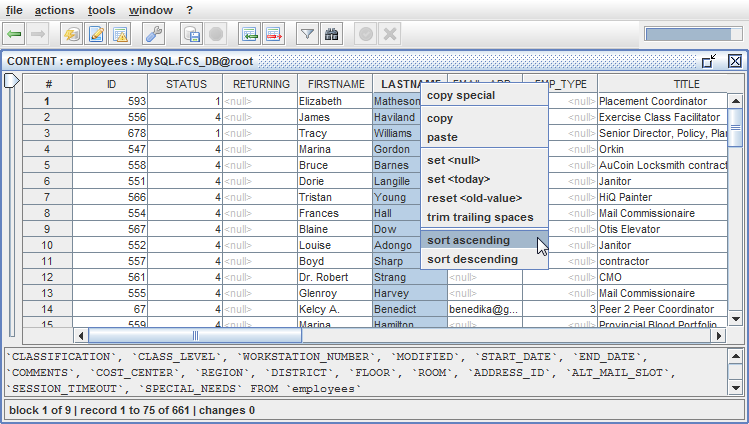 file actions tools window ?
CONTENT : employees : MySQL.FCS_DB@root
# ID STATUS RETURNING FIRSTNAME LASTNAME EMP_TYPE TITLE
1 593 1 <null> Elizabeth Matheson <null> Placement Coordinator
2 556 4 <null> James Haviland <null> Exercise Class Facilitator
3 678 1 <null> Tracy Williams <null> Senior Director, Policy, Pla
4 547 4 <null> Marina Gordon <null> Orkin
5 558 4 <null> Bruce Barnes <null> AuCoin Locksmith contract
6 551 4 <null> Dorie Langille <null> Janitor
7 566 4 <null> Tristan Young <null> HiQ Painter
8 554 4 <null> Frances Hall <null> Mail Commissionaire
9 567 4 <null> Blaine Dow <null> Otis Elevator
10 552 4 <null> Louise Adongo <null> Janitor
11 557 4 <null> Boyd Sharp <null> contractor
12 561 4 <null> Dr. Robert Strang <null> <null> CMO
13 555 4 <null> Glenroy Harvey <null> <null> Mail Commissionaire
14 67 4 <null> Kelcy A. Benedict benedika@g... 3 Peer 2 Peer Coordinator
15 559 4 <null> Marina Hamilton <null> <null> Provincial Blood Portfolio
copy special
copy
paste
set <null>
set <today>
reset <old-value>
trim trailing spaces
sort ascending
sort descending
`CLASSIFICATION`, `CLASS_LEVEL`, `WORKSTATION_NUMBER`, `MODIFIED`, `START_DATE`, `END_DATE`,
`COMMENTS`, `COST_CENTER`, `REGION`, `DISTRICT`, `FLOOR`, `ROOM`, `ADDRESS_ID`, `ALT_MAIL_SLOT`,
`SESSION_TIMEOUT`, `SPECIAL_NEEDS` FROM `employees`
block 1 of 9 | record 1 to 75 of 661 | changes 0